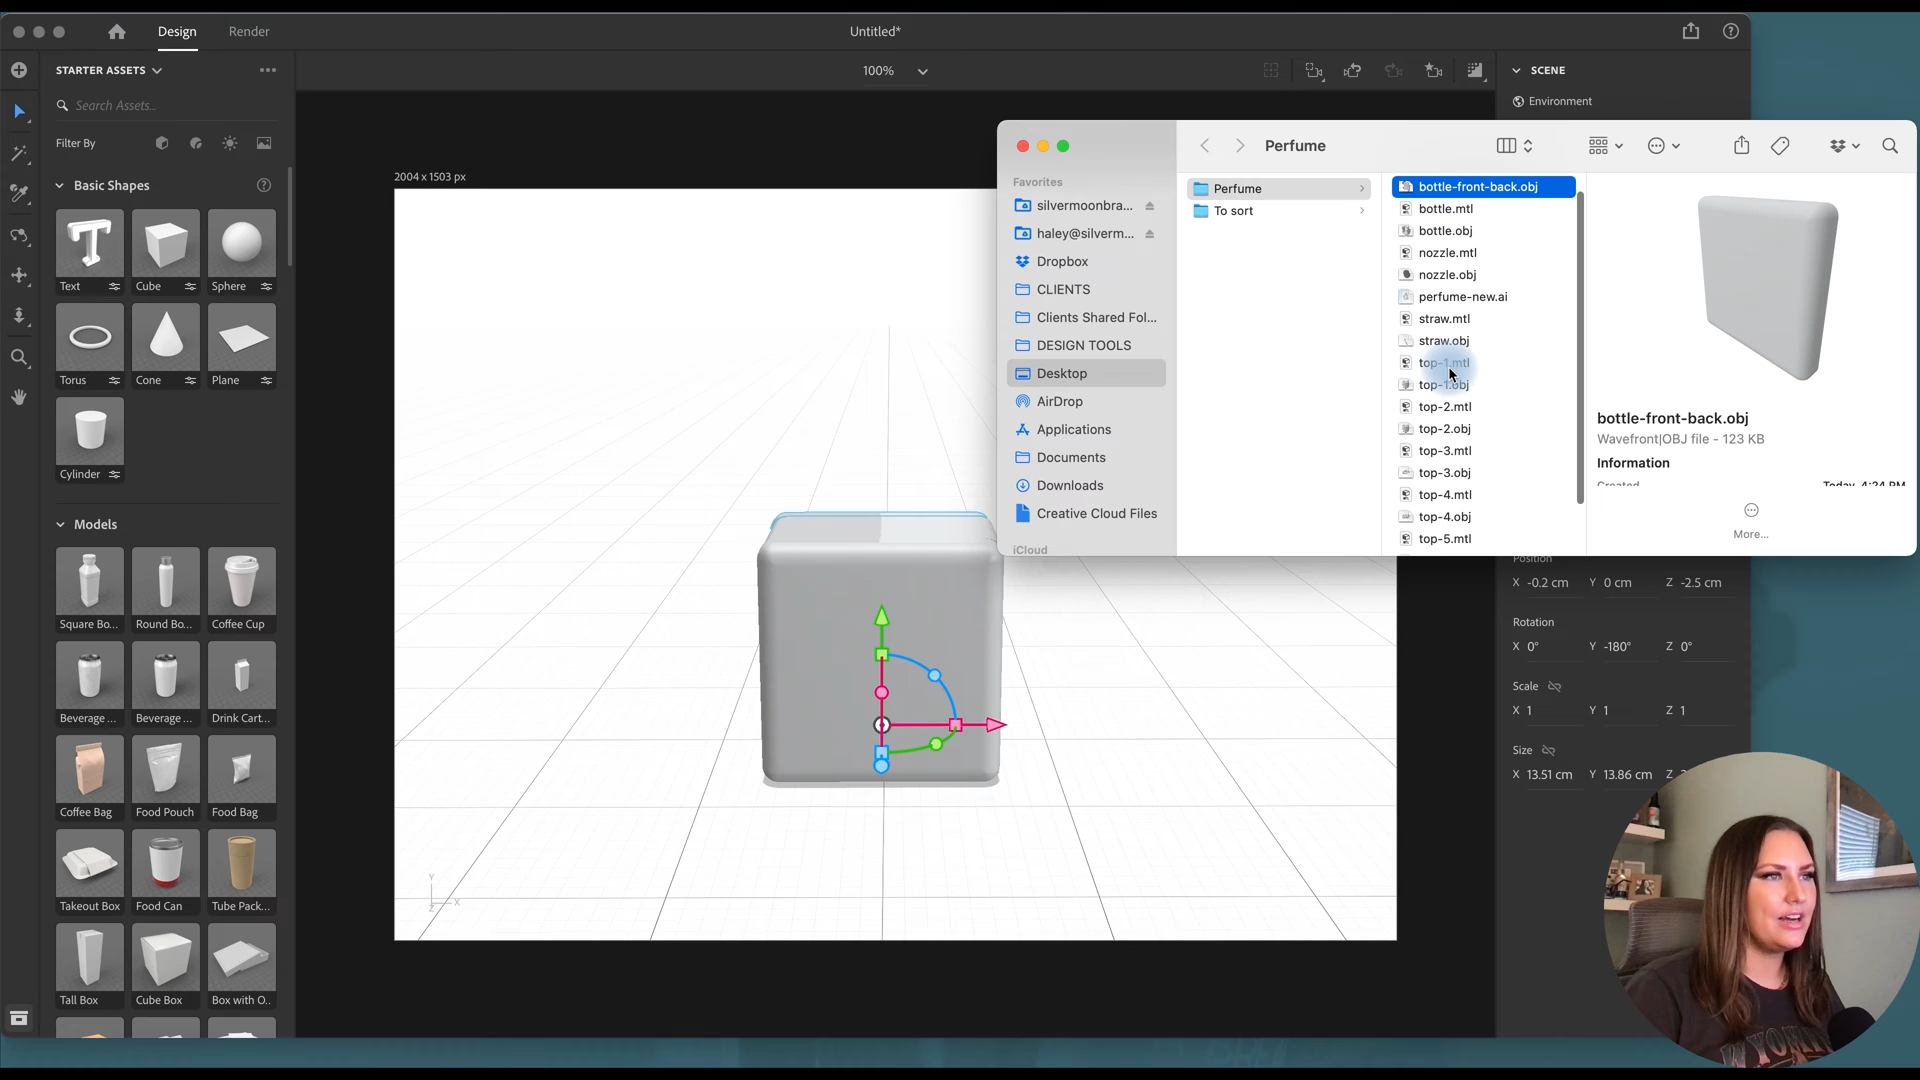 Design
Render
Untitled*
STARTER ASSETS
100%
SCENE
Search Assets...
Environment
Filter By
Basic Shapes
Text
Cube
Sphere
Torus
Cone
Plane
Cylinder
Models
Square Bo...
Round Bo...
Coffee Cup
Beverage ...
Beverage ...
Drink Cart...
Coffee Bag
Food Pouch
Food Bag
Takeout Box
Food Can
Tube Pack...
Tall Box
Cube Box
Box with O..
2004 x 1503 px
Y
Z
X
Perfume
Favorites
silvermoonbra...
haley@silverm...
Dropbox
CLIENTS
Clients Shared Fol...
DESIGN TOOLS
Desktop
AirDrop
Applications
Documents
Downloads
Creative Cloud Files
iCloud
Perfume
To sort
bottle-front-back.obj
bottle.mtl
bottle.obj
nozzle.mtl
nozzle.obj
perfume-new.ai
straw.mtl
straw.obj
top-1.mtl
top-1.obj
top-2.mtl
top-2.obj
top-3.mtl
top-3.obj
top-4.mtl
top-4.obj
top-5.mtl
bottle-front-back.obj
Wavefront|OBJ file - 123 KB
Information
Created
Today, 4:24 PM
More...
Position
X -0.2 cm Y 0 cm Z -2.5 cm
Rotation
X 0° Y -180° Z 0°
Scale
X 1 Y 1 Z 1
Size
X 13.51 cm Y 13.86 cm Z